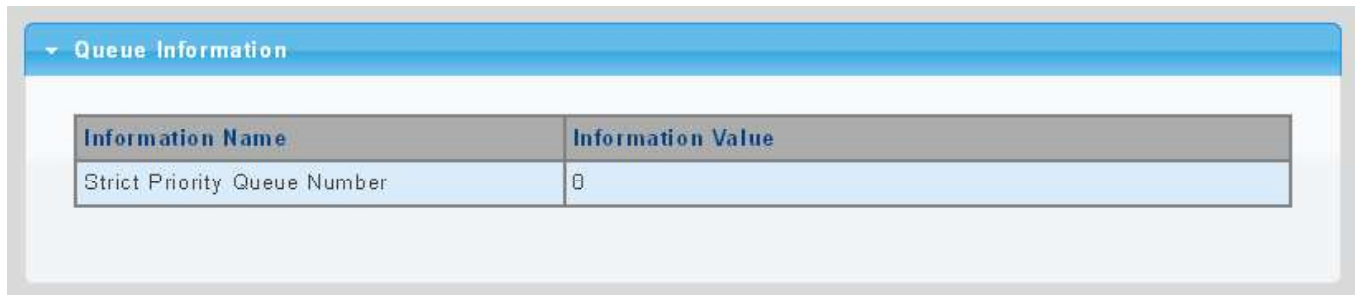 Queue Information
Information Name Information Value
Strict Priority Queue Number 8